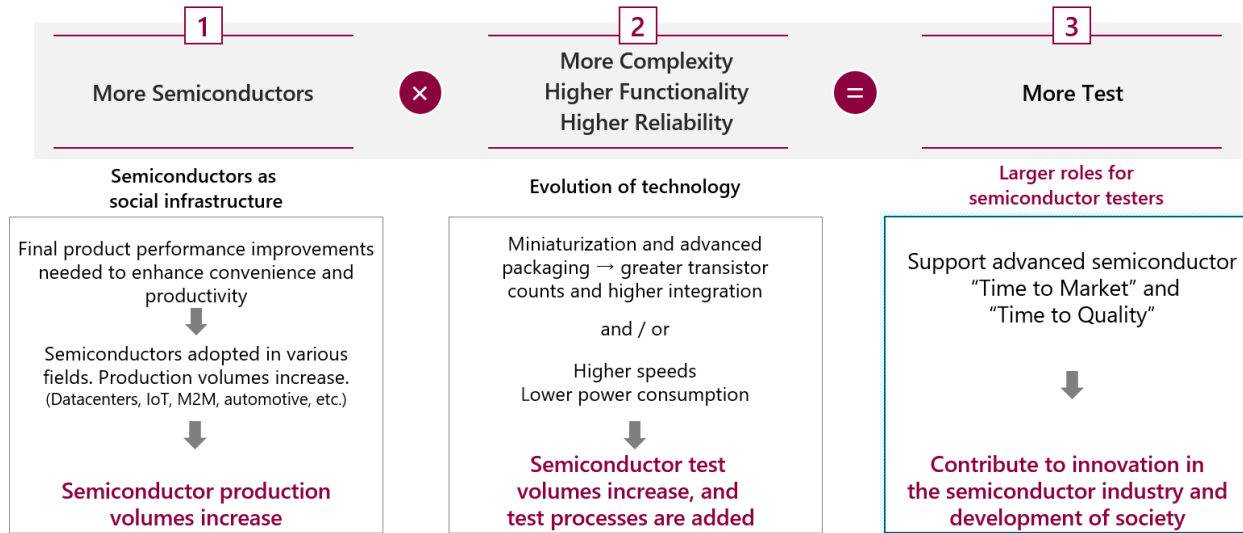 1
More Semiconductors
×
2
More Complexity
Higher Functionality
Higher Reliability
=
3
More Test
Semiconductors as
social infrastructure
Final product performance improvements
needed to enhance convenience and
productivity
Semiconductors adopted in various
fields. Production volumes increase.
(Datacenters, IoT, M2M, automotive, etc.)
Semiconductor production
volumes increase
Evolution of technology
Miniaturization and advanced
packaging → greater transistor
counts and higher integration
and / or
Higher speeds
Lower power consumption
Semiconductor test
volumes increase, and
test processes are added
Larger roles for
semiconductor testers
Support advanced semiconductor
“Time to Market” and
“Time to Quality”
Contribute to innovation in
the semiconductor industry and
development of society